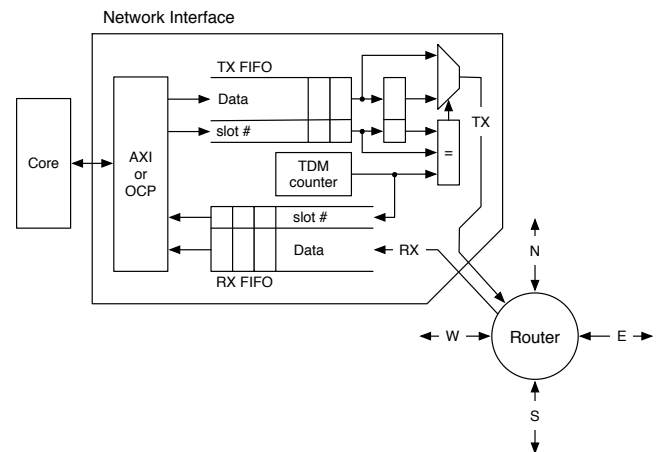 Network Interface
TX FIFO
Data
slot #
TX
Core
AXI
or
OCP
=
TDM
counter
slot #
Data
RX
RX FIFO
N
W
Router
E
S